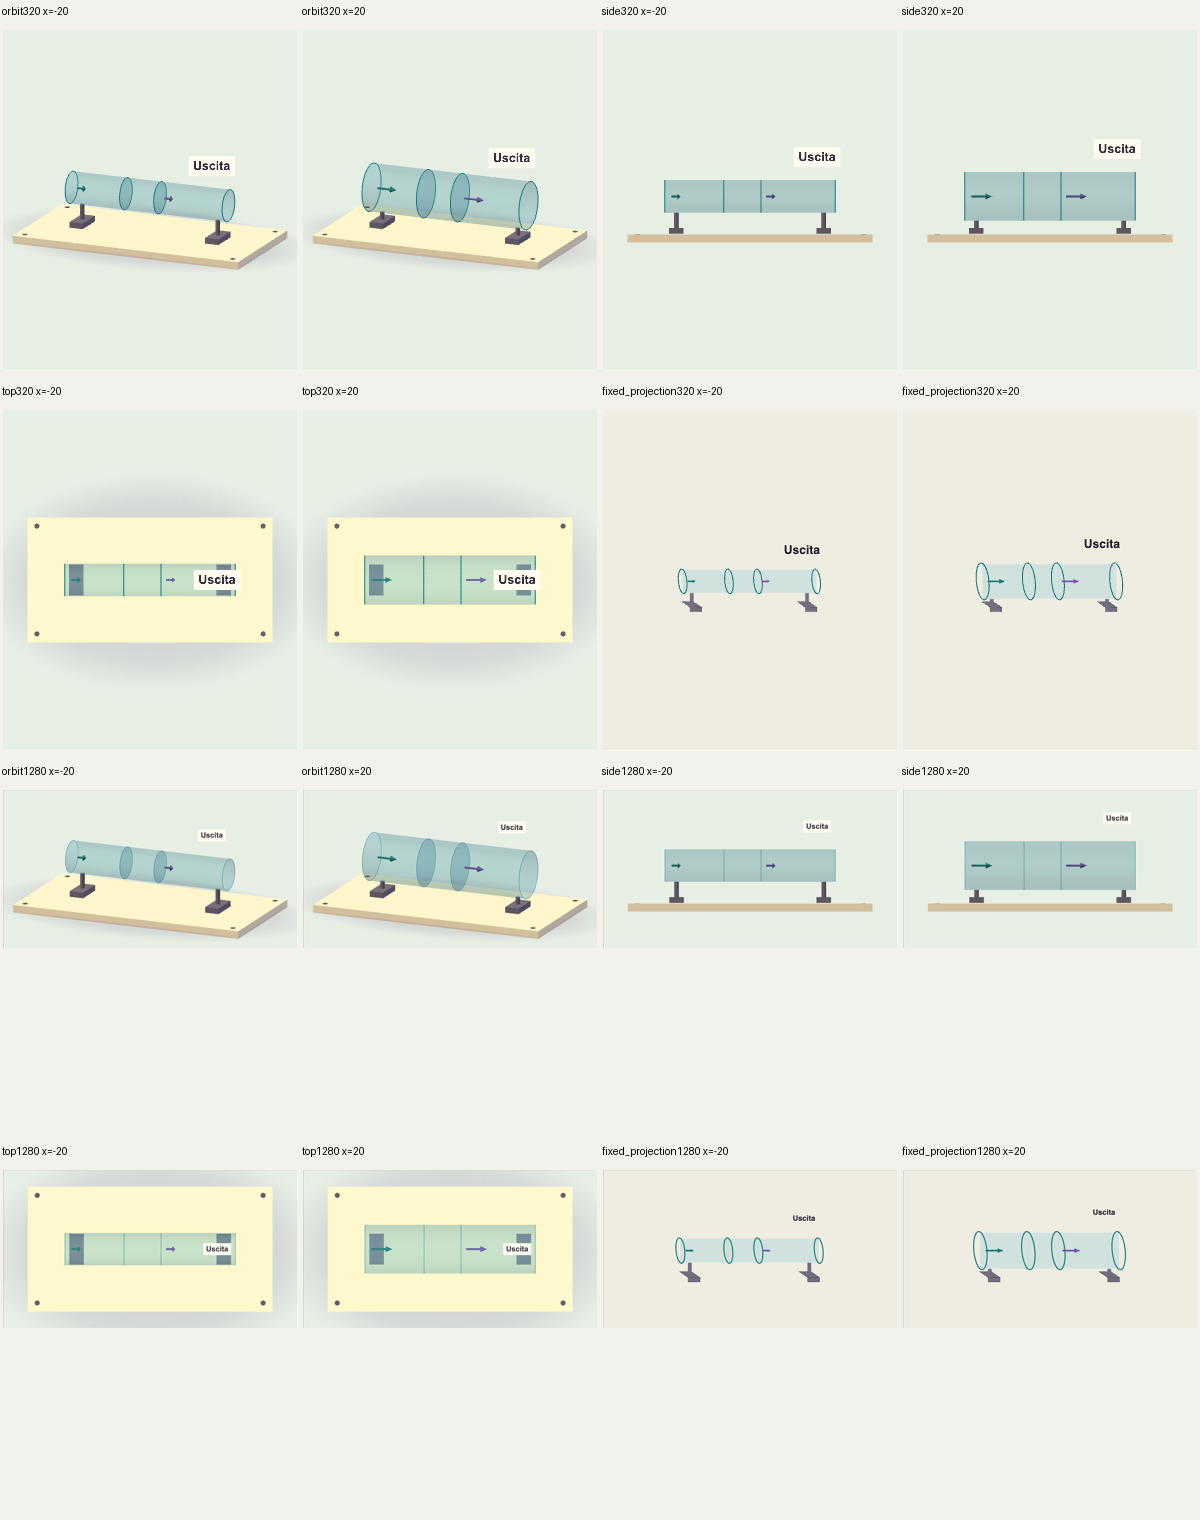 orbit320 x=-20
orbit320 x=20
side320 x=-20
side320 x=20
Uscita
Uscita
Uscita
Uscita
top320 x=-20
top320 x=20
fixed_projection320 x=-20
fixed_projection320 x=20
Uscita
Uscita
Uscita
Uscita
orbit1280 x=-20
orbit1280 x=20
side1280 x=-20
side1280 x=20
Uscita
Uscita
Uscita
Uscita
top1280 x=-20
top1280 x=20
fixed_projection1280 x=-20
fixed_projection1280 x=20
Uscita
Uscita
Uscita
Uscita